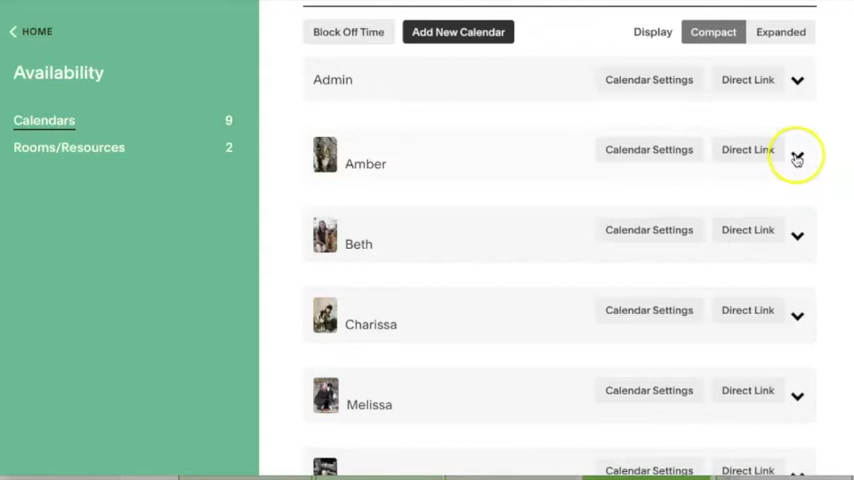 HOME
Availability
Calendars 9
Rooms/Resources 2
Block Off Time Add New Calendar Display Compact Expanded
Admin Calendar Settings Direct Link
Amber Calendar Settings Direct Link
Beth Calendar Settings Direct Link
Charissa Calendar Settings Direct Link
Melissa Calendar Settings Direct Link
Calendar Settings Direct Link